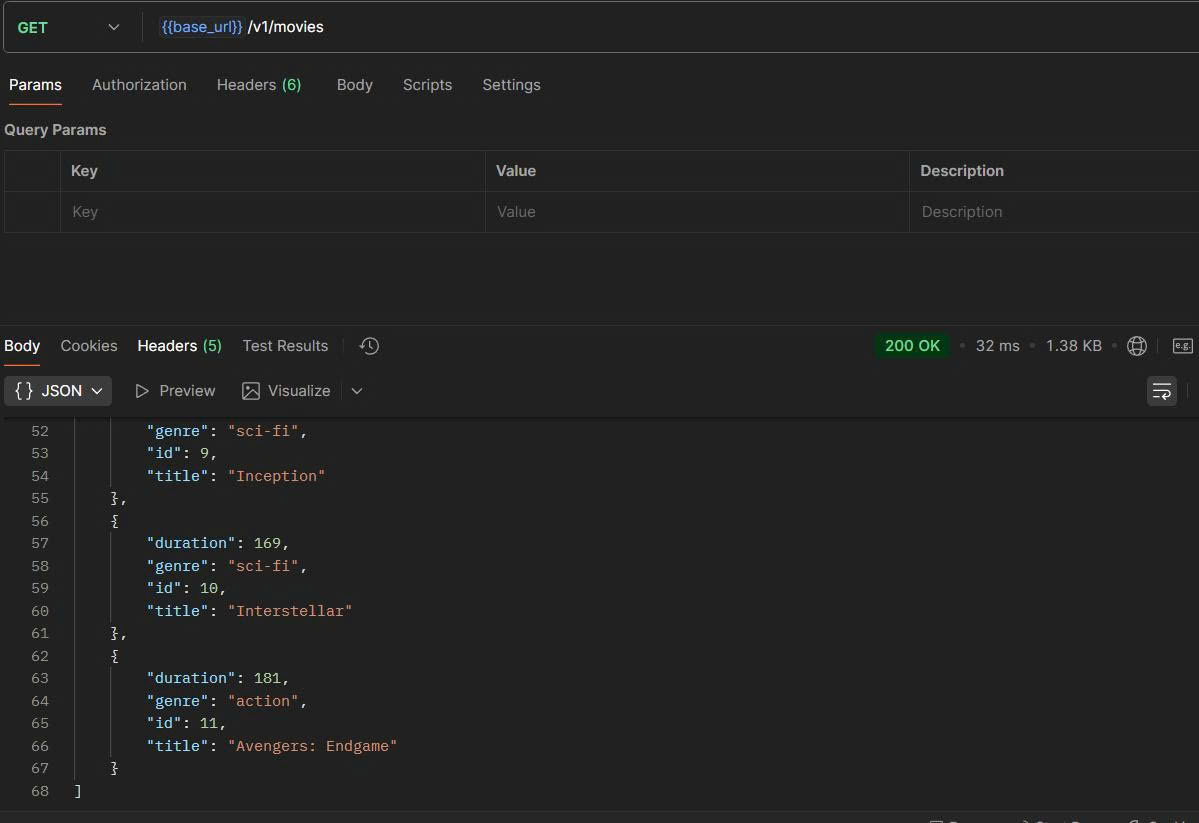 GET {{base_url}} /v1/movies
Params Authorization Headers (6) Body Scripts Settings
Query Params
Key Value Description
Key Value Description
Body Cookies Headers (5) Test Results 200 OK • 32 ms • 1.38 KB • e.g.
{} JSON Preview Visualize
52 "genre": "sci-fi",
53 "id": 9,
54 "title": "Inception"
55 },
56 {
57 "duration": 169,
58 "genre": "sci-fi",
59 "id": 10,
60 "title": "Interstellar"
61 },
62 {
63 "duration": 181,
64 "genre": "action",
65 "id": 11,
66 "title": "Avengers: Endgame"
67 }
68 ]